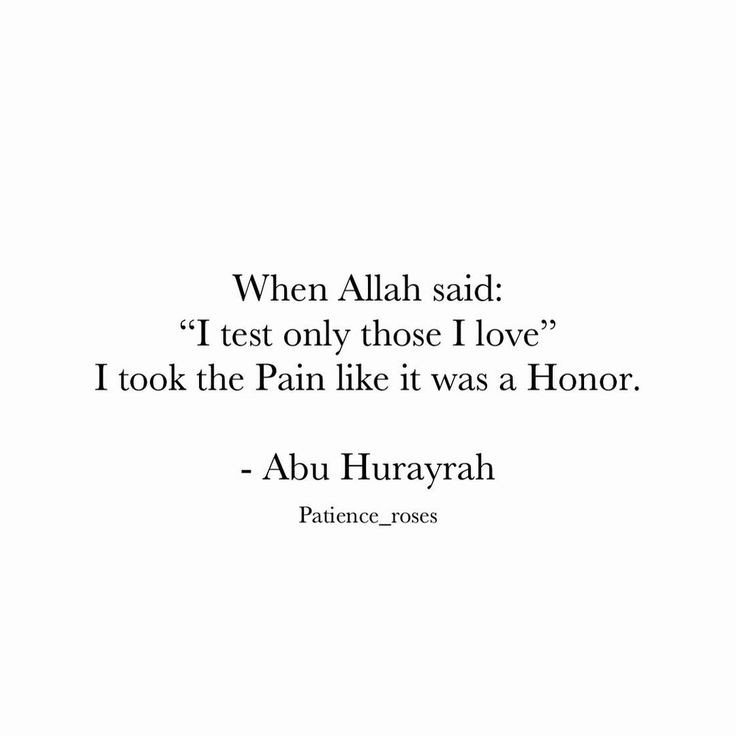 When Allah said:
“I test only those I love”
I took the Pain like it was a Honor.
- Abu Hurayrah
Patience_roses